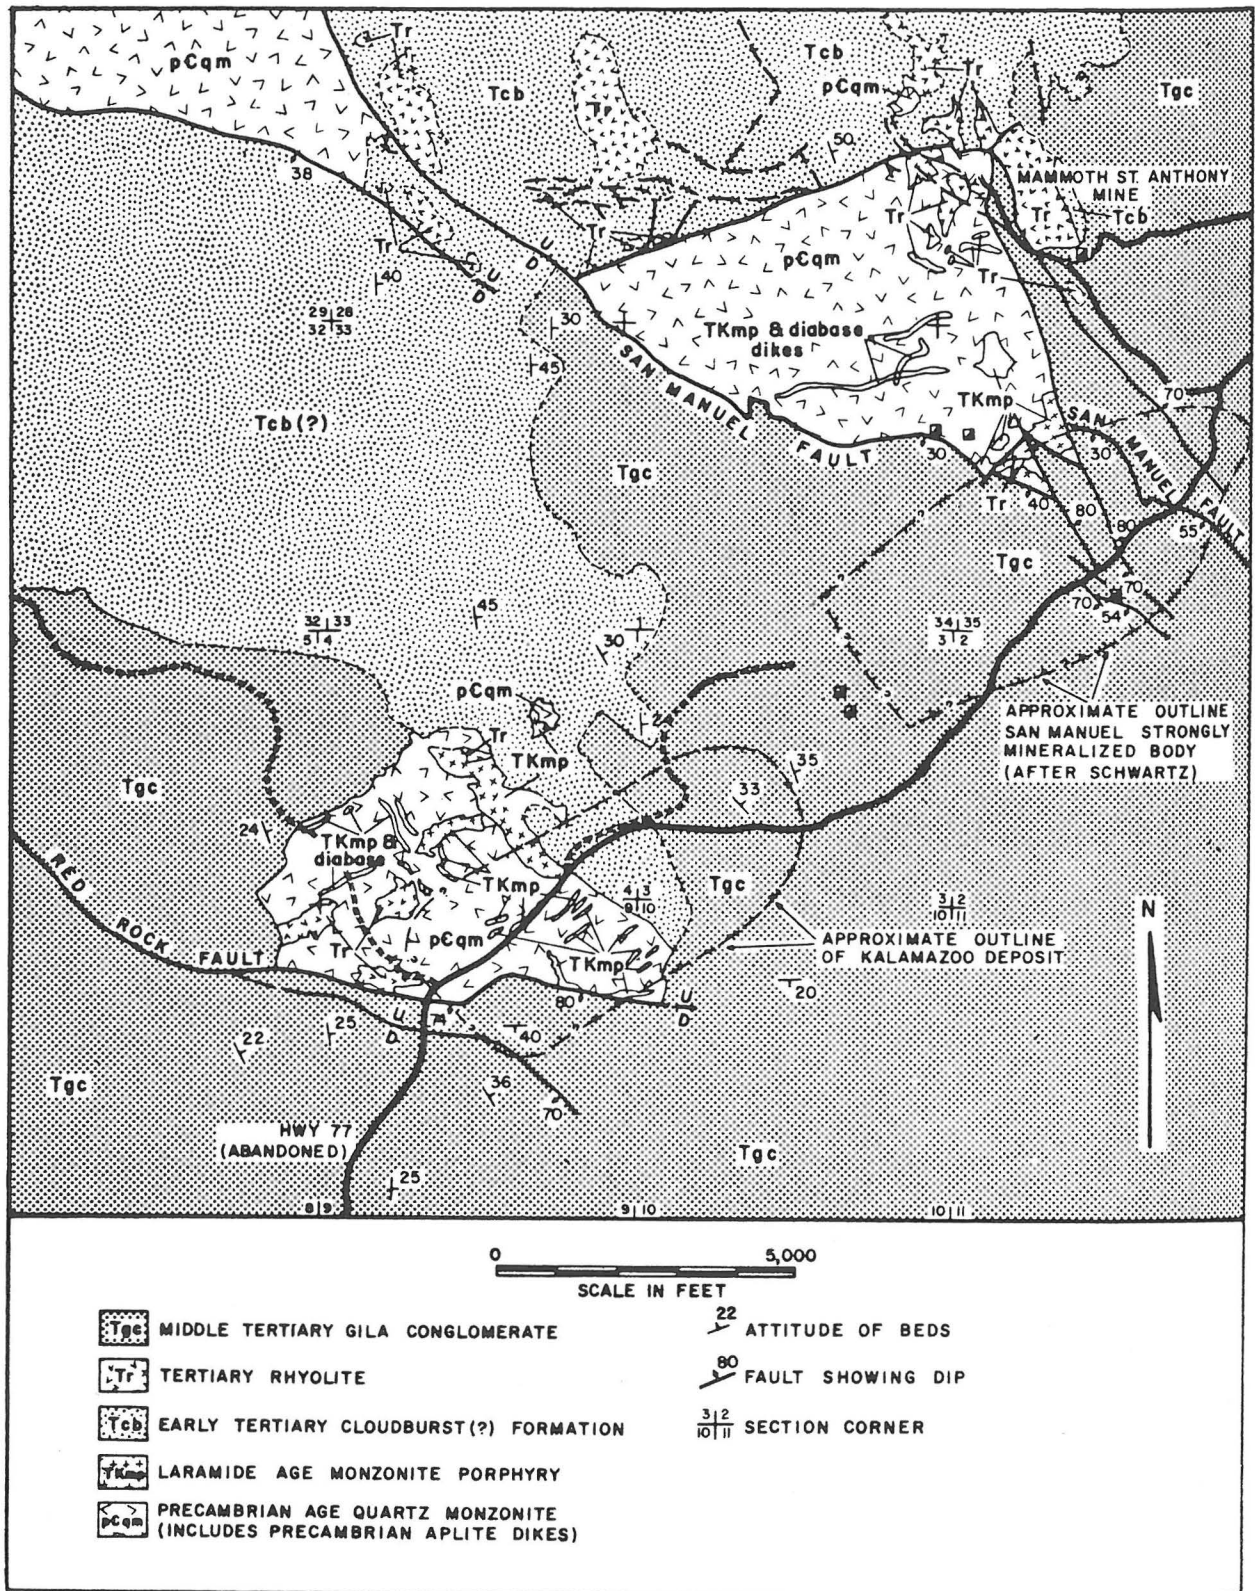 pЄqm
Tr
Tcb
Tr
Tcb
pЄqm
Tr
Tgc
50
38
MAMMOTH ST. ANTHONY
MINE
Tr
Tcb
Tr
Tr
Tr
pЄqm
Tr
U
D
U
D
40
29 28
32 33
30
TKmp & diabase
dikes
45
SAN MANUEL FAULT
70
TKmp
SAN MANUEL FAULT
Tcb(?)
30
30
Tgc
Tr
40
80
80
55
Tgc
70
70
54
45
32 33
5 4
30
34 35
3 2
pЄqm
APPROXIMATE OUTLINE
SAN MANUEL STRONGLY
MINERALIZED BODY
(AFTER SCHWARTZ)
Tr
TKmp
35
Tgc
33
24
TKmp &
diabase
RED ROCK FAULT
TKmp
4 3
9 10
Tgc
3 2
10 11
N
Tr
pЄqm
TKmp
APPROXIMATE OUTLINE
OF KALAMAZOO DEPOSIT
80
U
D
20
U
D
74
25
40
22
Tgc
36
70
HWY 77
(ABANDONED)
Tgc
25
8 9
9 10
10 11
0 5,000
SCALE IN FEET
Tgc MIDDLE TERTIARY GILA CONGLOMERATE
Tr TERTIARY RHYOLITE
Tcb EARLY TERTIARY CLOUDBURST(?) FORMATION
TKmp LARAMIDE AGE MONZONITE PORPHYRY
pЄqm PRECAMBRIAN AGE QUARTZ MONZONITE
(INCLUDES PRECAMBRIAN APLITE DIKES)
22 ATTITUDE OF BEDS
80 FAULT SHOWING DIP
3 2
10 11 SECTION CORNER